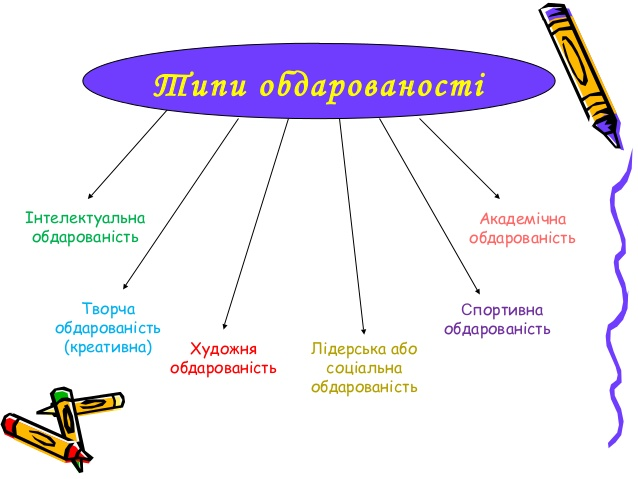 Типи обдарованості
Інтелектуальна
обдарованість
Академічна
обдарованість
Творча
обдарованість
(креативна)
Спортивна
обдарованість
Художня
обдарованість
Лідерська або
соціальна
обдарованість